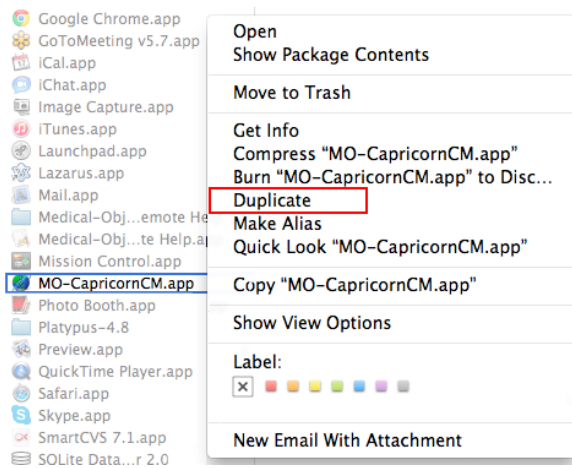 Google Chrome.app
GoToMeeting v5.7.app
iCal.app
iChat.app
Image Capture.app
iTunes.app
Launchpad.app
Lazarus.app
Mail.app
Medical-Obj...emote He
Medical-Obj...te Help.a
Mission Control.app
MO-CapricornCM.app
Photo Booth.app
Platypus-4.8
Preview.app
QuickTime Player.app
Safari.app
Skype.app
SmartCVS 7.1.app
SQLite Data...r 2.0
Open
Show Package Contents
Move to Trash
Get Info
Compress “MO-CapricornCM.app”
Burn “MO-CapricornCM.app” to Disc...
Duplicate
Make Alias
Quick Look “MO-CapricornCM.app”
Copy “MO-CapricornCM.app”
Show View Options
Label:
New Email With Attachment